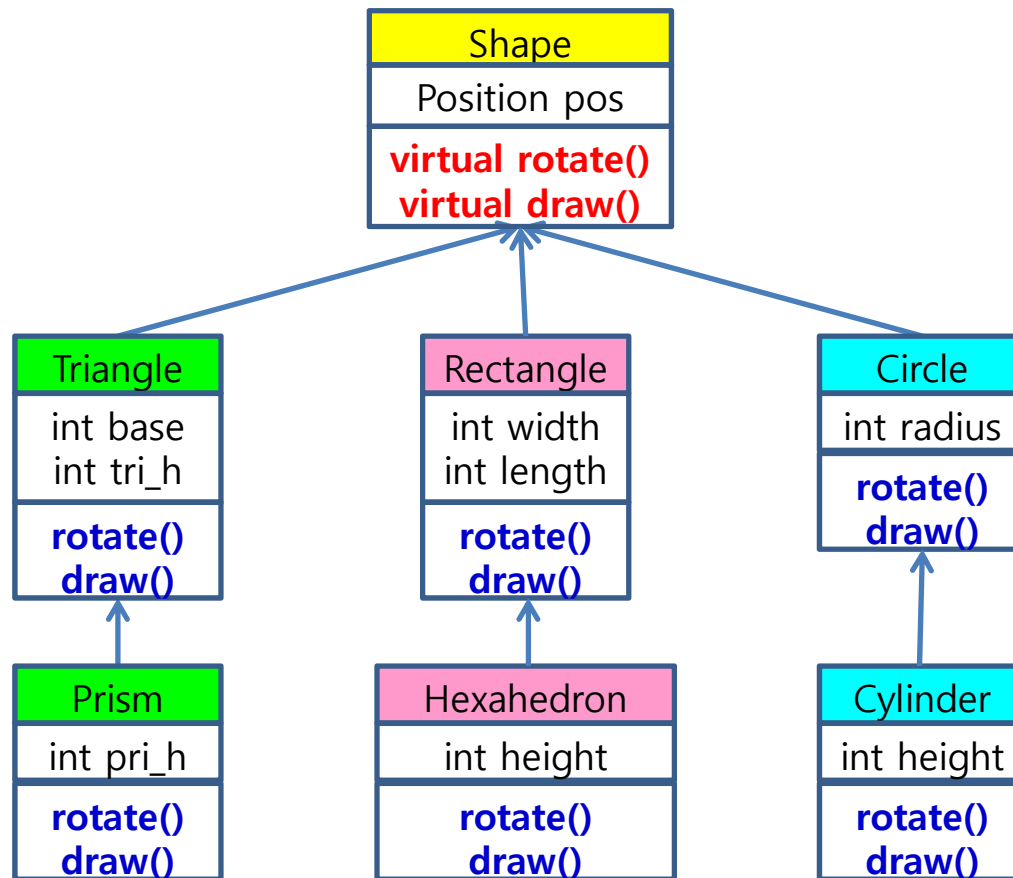 Shape
Position pos
virtual rotate()
virtual draw()
Triangle
int base
int tri_h
rotate()
draw()
Rectangle
int width
int length
rotate()
draw()
Circle
int radius
rotate()
draw()
Prism
int pri_h
rotate()
draw()
Hexahedron
int height
rotate()
draw()
Cylinder
int height
rotate()
draw()